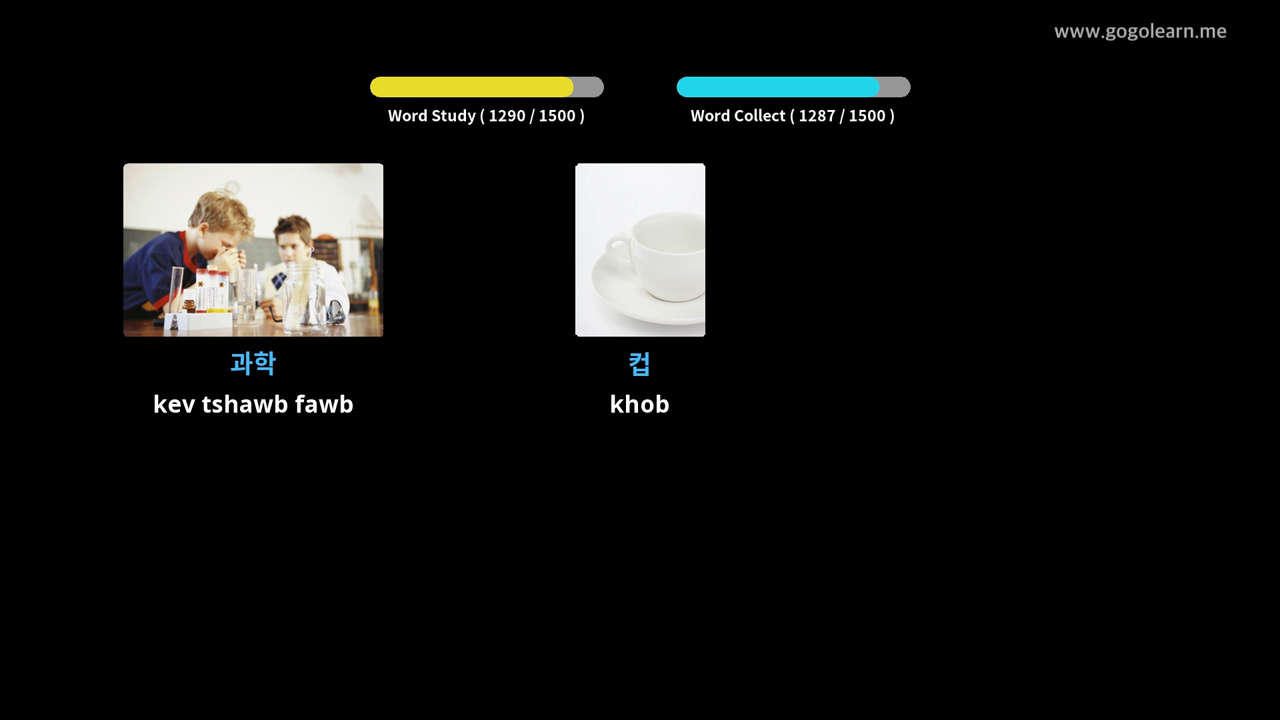 www.gogolearn.me
Word Study ( 1290 / 1500 )
Word Collect ( 1287 / 1500 )
과학
kev tshawb fawb
컵
khob